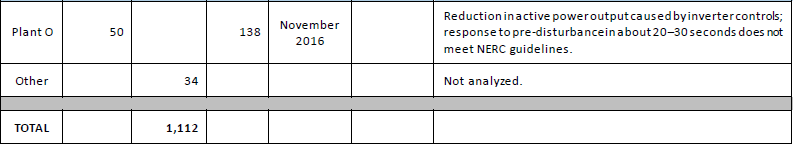 Plant O 50 138 November 2016 Reduction in active power output caused by inverter controls;
response to pre-disturbance in about 20–30 seconds does not
meet NERC guidelines.
Other 34 Not analyzed.
TOTAL 1,112